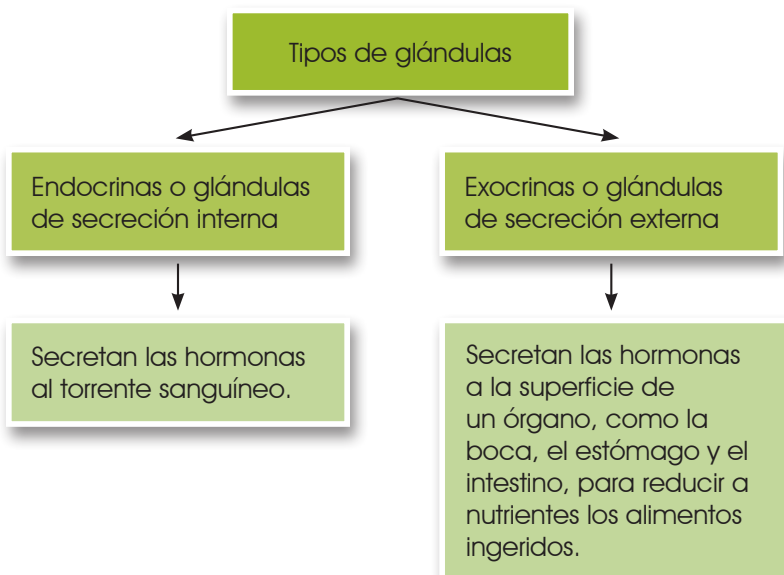 Tipos de glándulas
Endocrinas o glándulas
de secreción interna
Exocrinas o glándulas
de secreción externa
Secretan las hormonas
al torrente sanguíneo.
Secretan las hormonas
a la superficie de
un órgano, como la
boca, el estómago y el
intestino, para reducir a
nutrientes los alimentos
ingeridos.